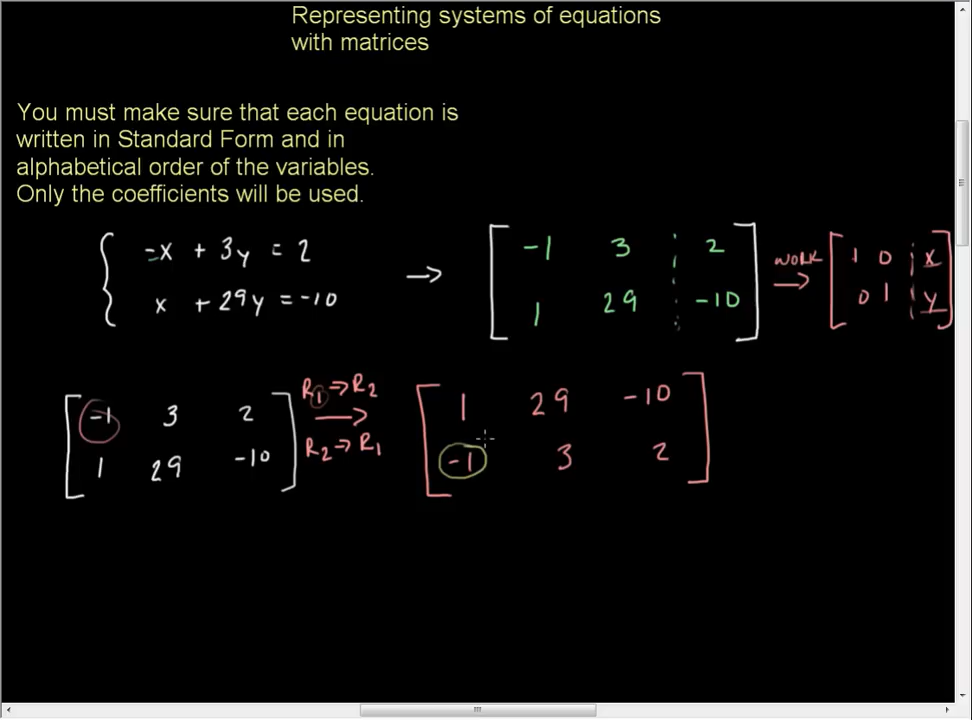 Representing systems of equations
with matrices
You must make sure that each equation is
written in Standard Form and in
alphabetical order of the variables.
Only the coefficients will be used.
-x + 3y = 2
x + 29y = -10
→
-1 3 2
1 29 -10
WORK
→
1 0 x
0 1 y
-1 3 2
1 29 -10
R1 → R2
→
R2 → R1
1 29 -10
-1 3 2